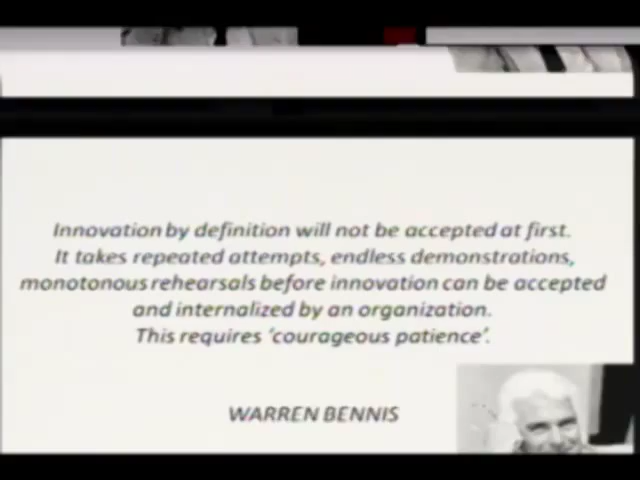 Innovation by definition will not be accepted at first.
It takes repeated attempts, endless demonstrations,
monotonous rehearsals before innovation can be accepted
and internalized by an organization.
This requires 'courageous patience'.
WARREN BENNIS